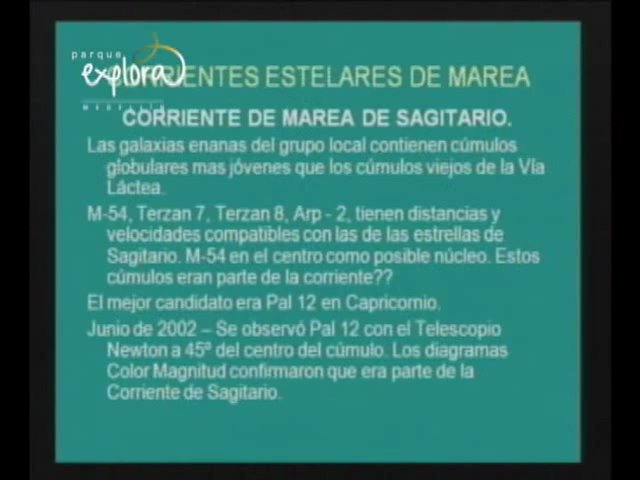 parque
explora
MEDELLÍN
CORRIENTES ESTELARES DE MAREA
CORRIENTE DE MAREA DE SAGITARIO.
Las galaxias enanas del grupo local contienen cúmulos
globulares mas jóvenes que los cúmulos viejos de la Vía
Láctea.
M-54, Terzan 7, Terzan 8, Arp - 2, tienen distancias y
velocidades compatibles con las de las estrellas de
Sagitario. M-54 en el centro como posible núcleo. Estos
cúmulos eran parte de la corriente??
El mejor candidato era Pal 12 en Capricornio.
Junio de 2002 – Se observó Pal 12 con el Telescopio
Newton a 45º del centro del cúmulo. Los diagramas
Color Magnitud confirmaron que era parte de la
Corriente de Sagitario.